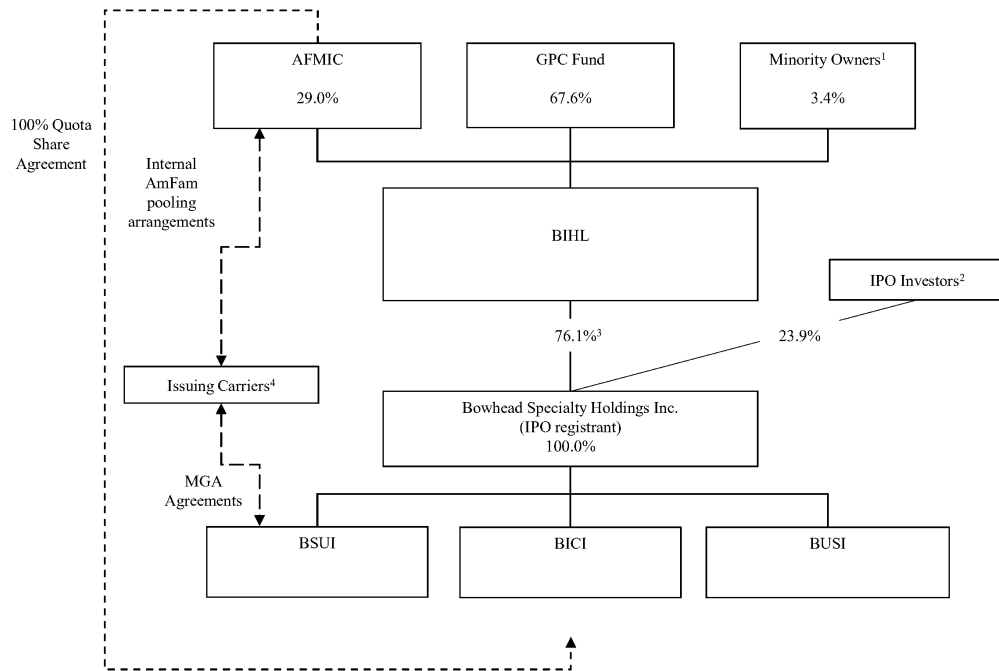 AFMIC
29.0%
GPC Fund
67.6%
Minority Owners¹
3.4%
100% Quota
Share
Agreement
Internal
AmFam
pooling
arrangements
BIHL
IPO Investors²
76.1%³
23.9%
Issuing Carriers⁴
Bowhead Specialty Holdings Inc.
(IPO registrant)
100.0%
MGA
Agreements
BSUI
BICI
BUSI